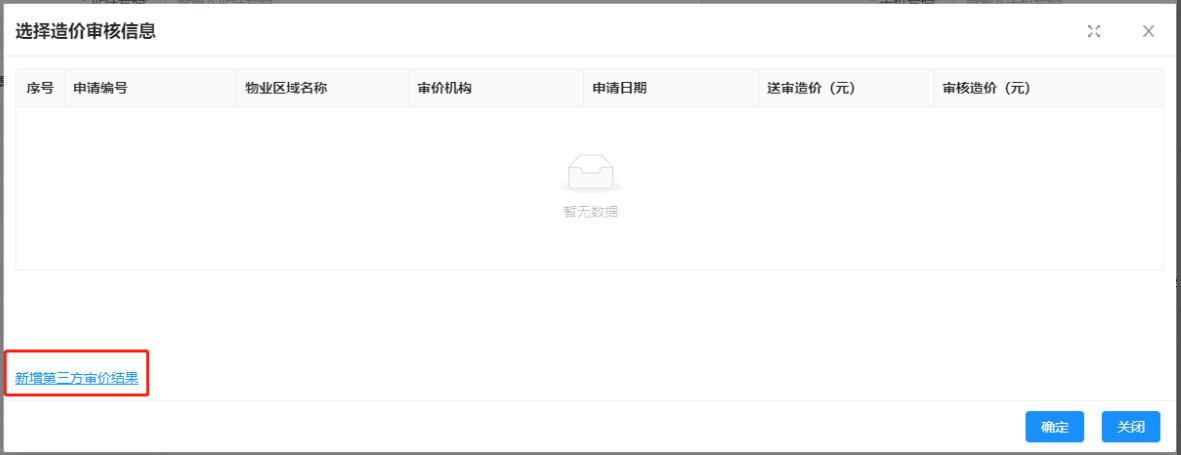 选择造价审核信息
序号 申请编号 物业区域名称 审价机构 申请日期 送审造价（元） 审核造价（元）
暂无数据
新增第三方审价结果
确定 关闭